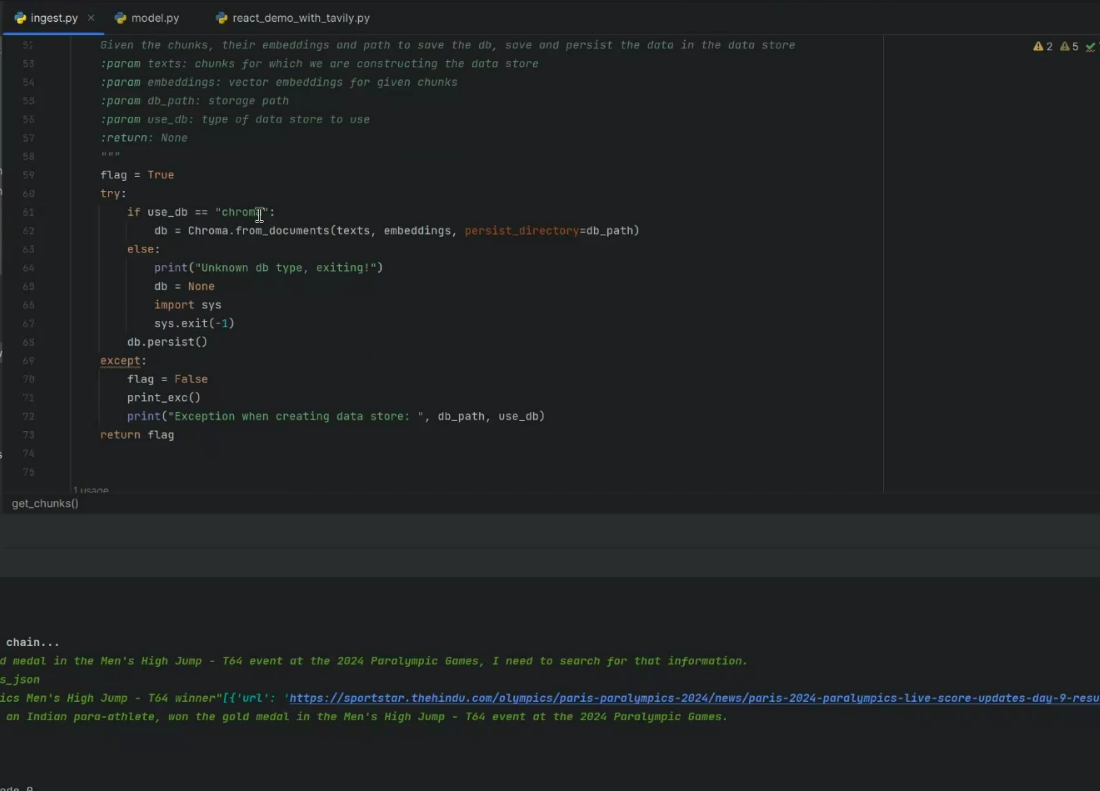 ingest.py × model.py react_demo_with_tavily.py
52 Given the chunks, their embeddings and path to save the db, save and persist the data in the data store
2 5
53 :param texts: chunks for which we are constructing the data store
54 :param embeddings: vector embeddings for given chunks
55 :param db_path: storage path
56 :param use_db: type of data store to use
57 :return: None
58 """
59 flag = True
60 try:
61 if use_db == "chroma":
62 db = Chroma.from_documents(texts, embeddings, persist_directory=db_path)
63 else:
64 print("Unknown db type, exiting!")
65 db = None
66 import sys
67 sys.exit(-1)
68 db.persist()
69 except:
70 flag = False
71 print_exc()
72 print("Exception when creating data store: ", db_path, use_db)
73 return flag
74
75
1 usage
get_chunks()
chain...
d medal in the Men's High Jump - T64 event at the 2024 Paralympic Games, I need to search for that information.
s_json
ics Men's High Jump - T64 winner"[{'url': 'https://sportstar.thehindu.com/olympics/paris-paralympics-2024/news/paris-2024-paralympics-live-score-updates-day-9-resu
on Indian para-athlete, won the gold medal in the Men's High Jump - T64 event at the 2024 Paralympic Games.